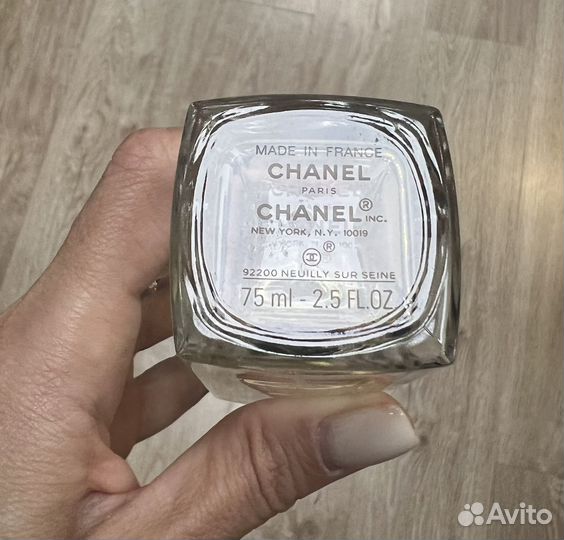 MADE IN FRANCE
CHANEL
PARIS
CHANEL® INC.
NEW YORK, N.Y. 10019
®
92200 NEUILLY SUR SEINE
75 ml - 2.5 FL.OZ
Avito